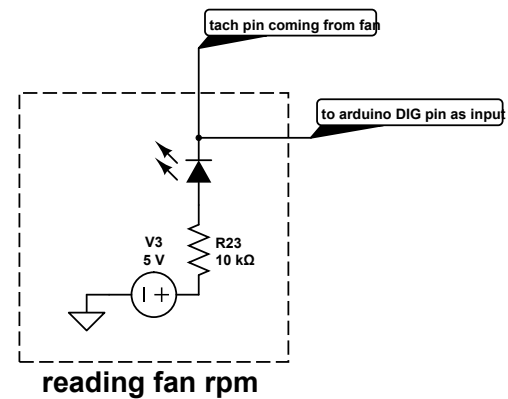 tach pin coming from fan
to arduino DIG pin as input
V3
5 V
R23
10 kΩ
reading fan rpm